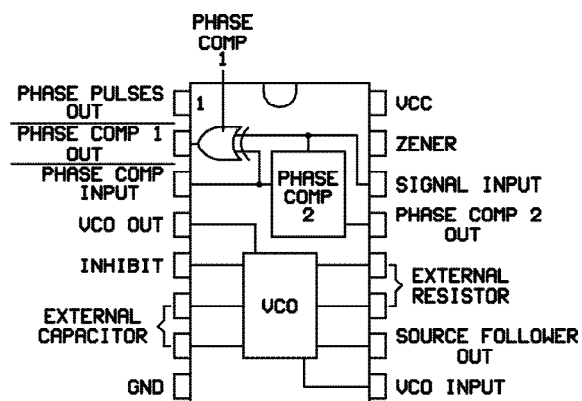 PHASE
COMP
1
PHASE PULSES
OUT
1
VCC
PHASE COMP 1
OUT
ZENER
PHASE COMP
INPUT
PHASE
COMP
2
SIGNAL INPUT
VCO OUT
PHASE COMP 2
OUT
INHIBIT
EXTERNAL
RESISTOR
VCO
EXTERNAL
CAPACITOR
SOURCE FOLLOWER
OUT
GND
VCO INPUT